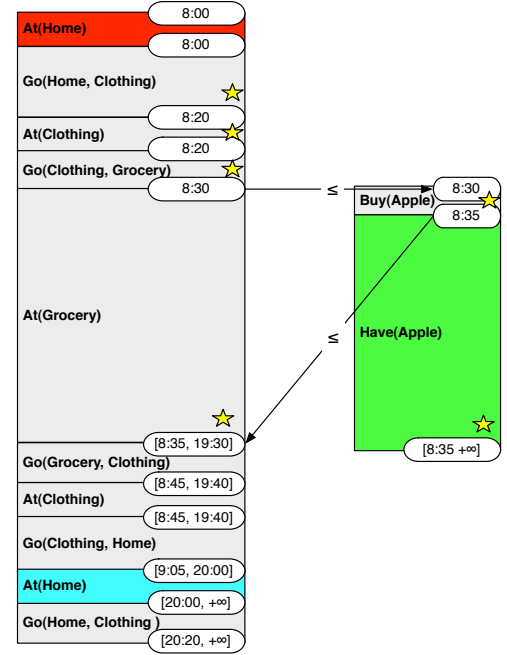 8:00
At(Home)
8:00
Go(Home, Clothing)
8:20
At(Clothing)
8:20
Go(Clothing, Grocery)
8:30
≤
8:30
Buy(Apple)
8:35
At(Grocery)
≤
Have(Apple)
[8:35, 19:30]
[8:35 +∞]
Go(Grocery, Clothing)
[8:45, 19:40]
At(Clothing)
[8:45, 19:40]
Go(Clothing, Home)
[9:05, 20:00]
At(Home)
[20:00, +∞]
Go(Home, Clothing )
[20:20, +∞]